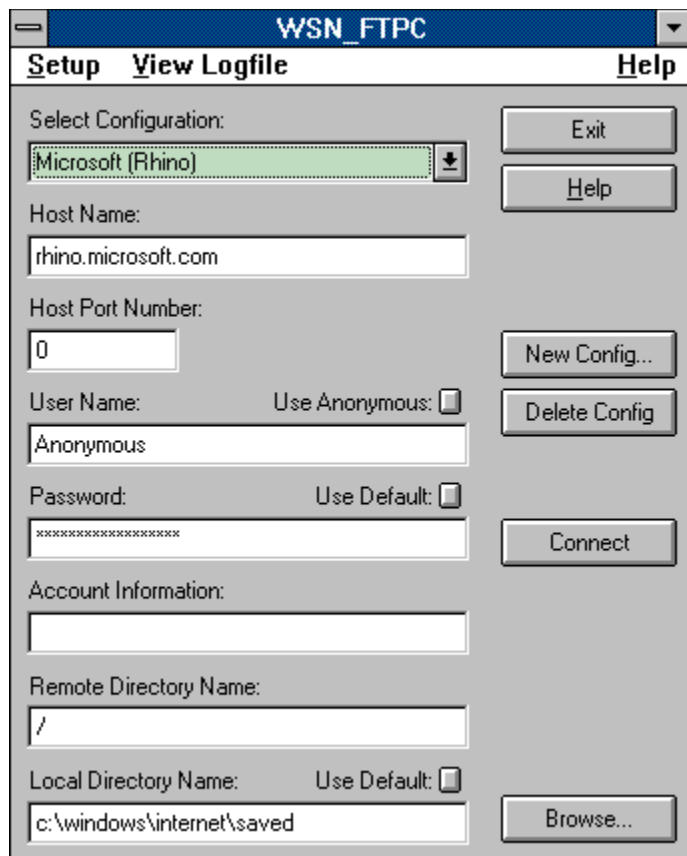 WSN_FTPC
Setup View Logfile Help
Select Configuration:
Exit
Microsoft (Rhino)
Help
Host Name:
rhino.microsoft.com
Host Port Number:
0
New Config...
User Name: Use Anonymous:
Delete Config
Anonymous
Password: Use Default:
******************
Connect
Account Information:
Remote Directory Name:
/
Local Directory Name: Use Default:
c:\windows\internet\saved
Browse...